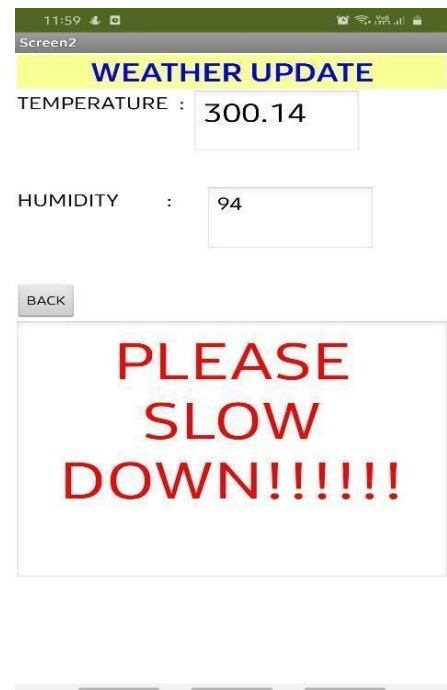 11:59
Screen2
WEATHER UPDATE
TEMPERATURE : 300.14
HUMIDITY : 94
BACK
PLEASE
SLOW
DOWN!!!!!!